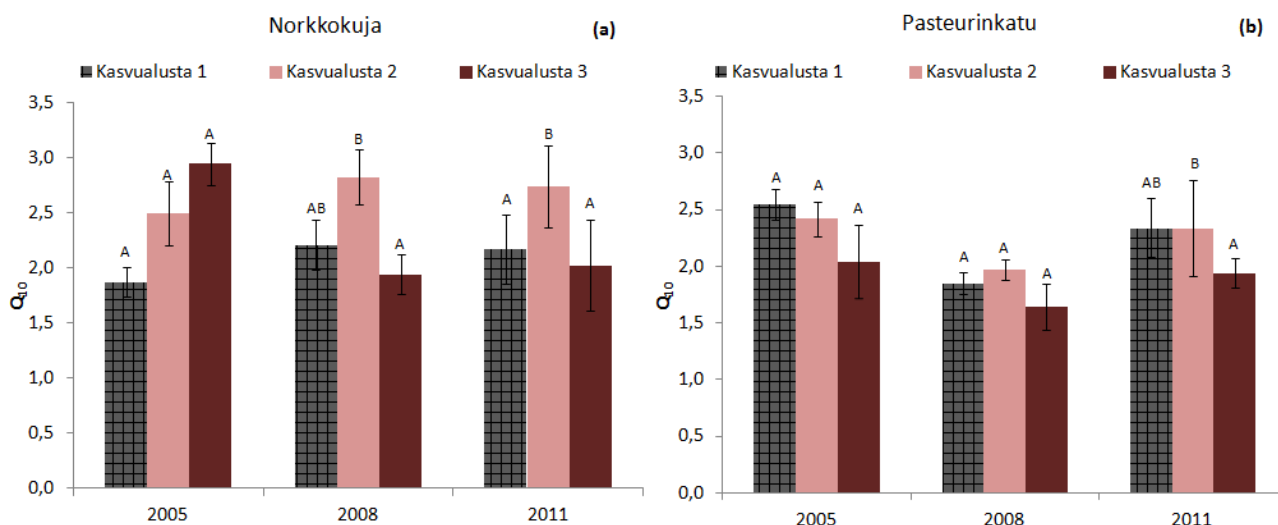 Norkkokuja
(a)
Kasvualusta 1 Kasvualusta 2 Kasvualusta 3
3,5
3,0
2,5
2,0
1,5
1,0
0,5
0,0
Q10
A A A
AB B A
A B A
2005 2008 2011
Pasteurinkatu
(b)
Kasvualusta 1 Kasvualusta 2 Kasvualusta 3
3,5
3,0
2,5
2,0
1,5
1,0
0,5
0,0
Q10
A A A
A A A
AB B A
2005 2008 2011